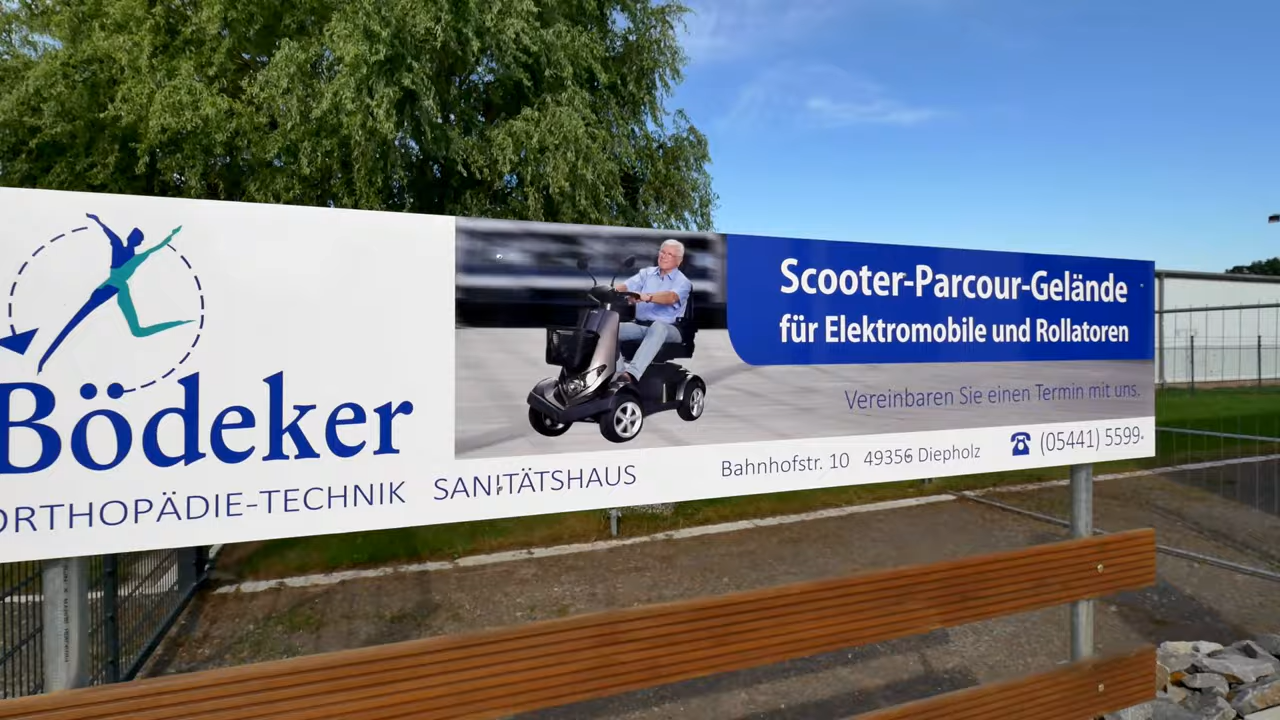 Bödeker
ORTHOPÄDIE-TECHNIK SANITÄTSHAUS
Scooter-Parcour-Gelände
für Elektromobile und Rollatoren
Vereinbaren Sie einen Termin mit uns.
Bahnhofstr. 10 49356 Diepholz ☎ (05441) 5599